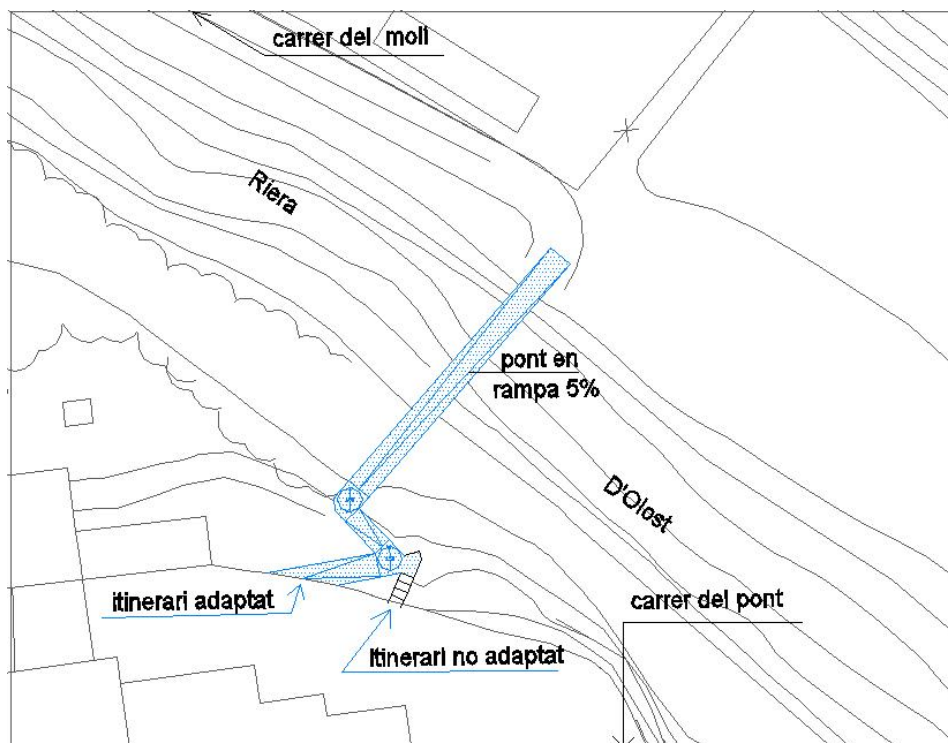 carrer del moli
Riera
pont en
rampa 5%
D'Olost
itinerari adaptat
carrer del pont
itinerari no adaptat